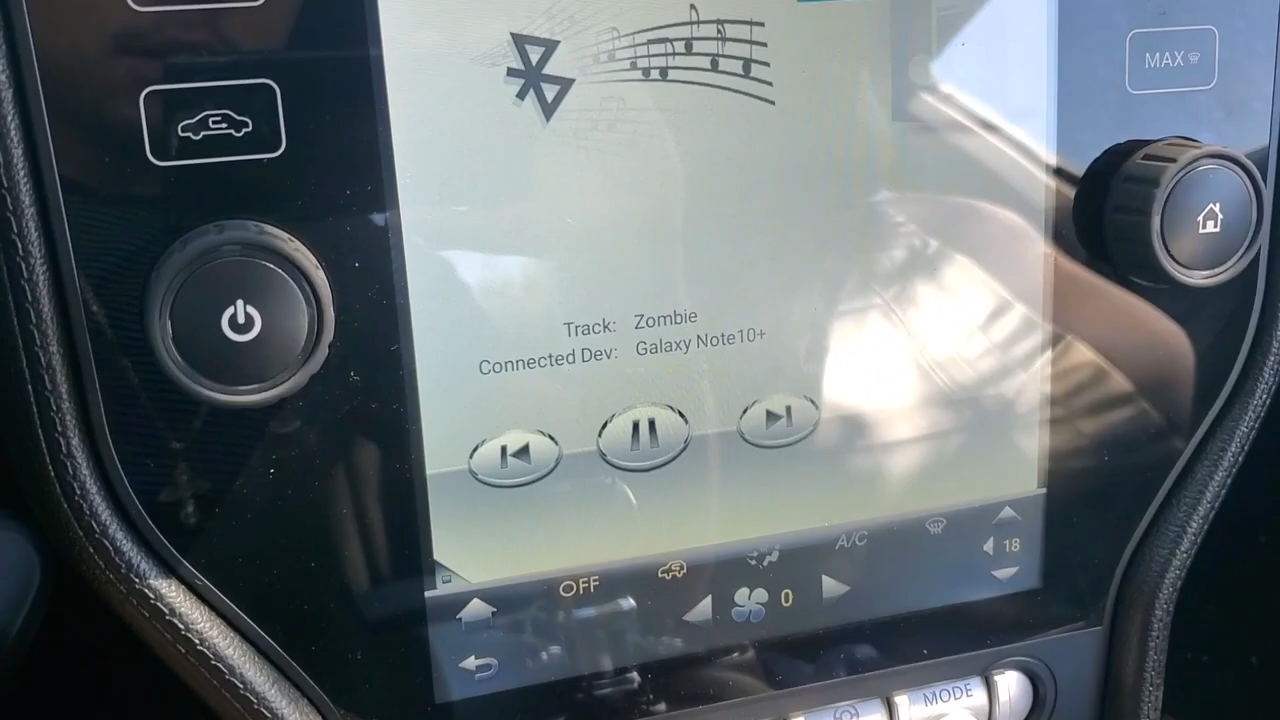 MAX
Track: Zombie
Connected Dev: Galaxy Note10+
OFF
A/C
18
0
MODE